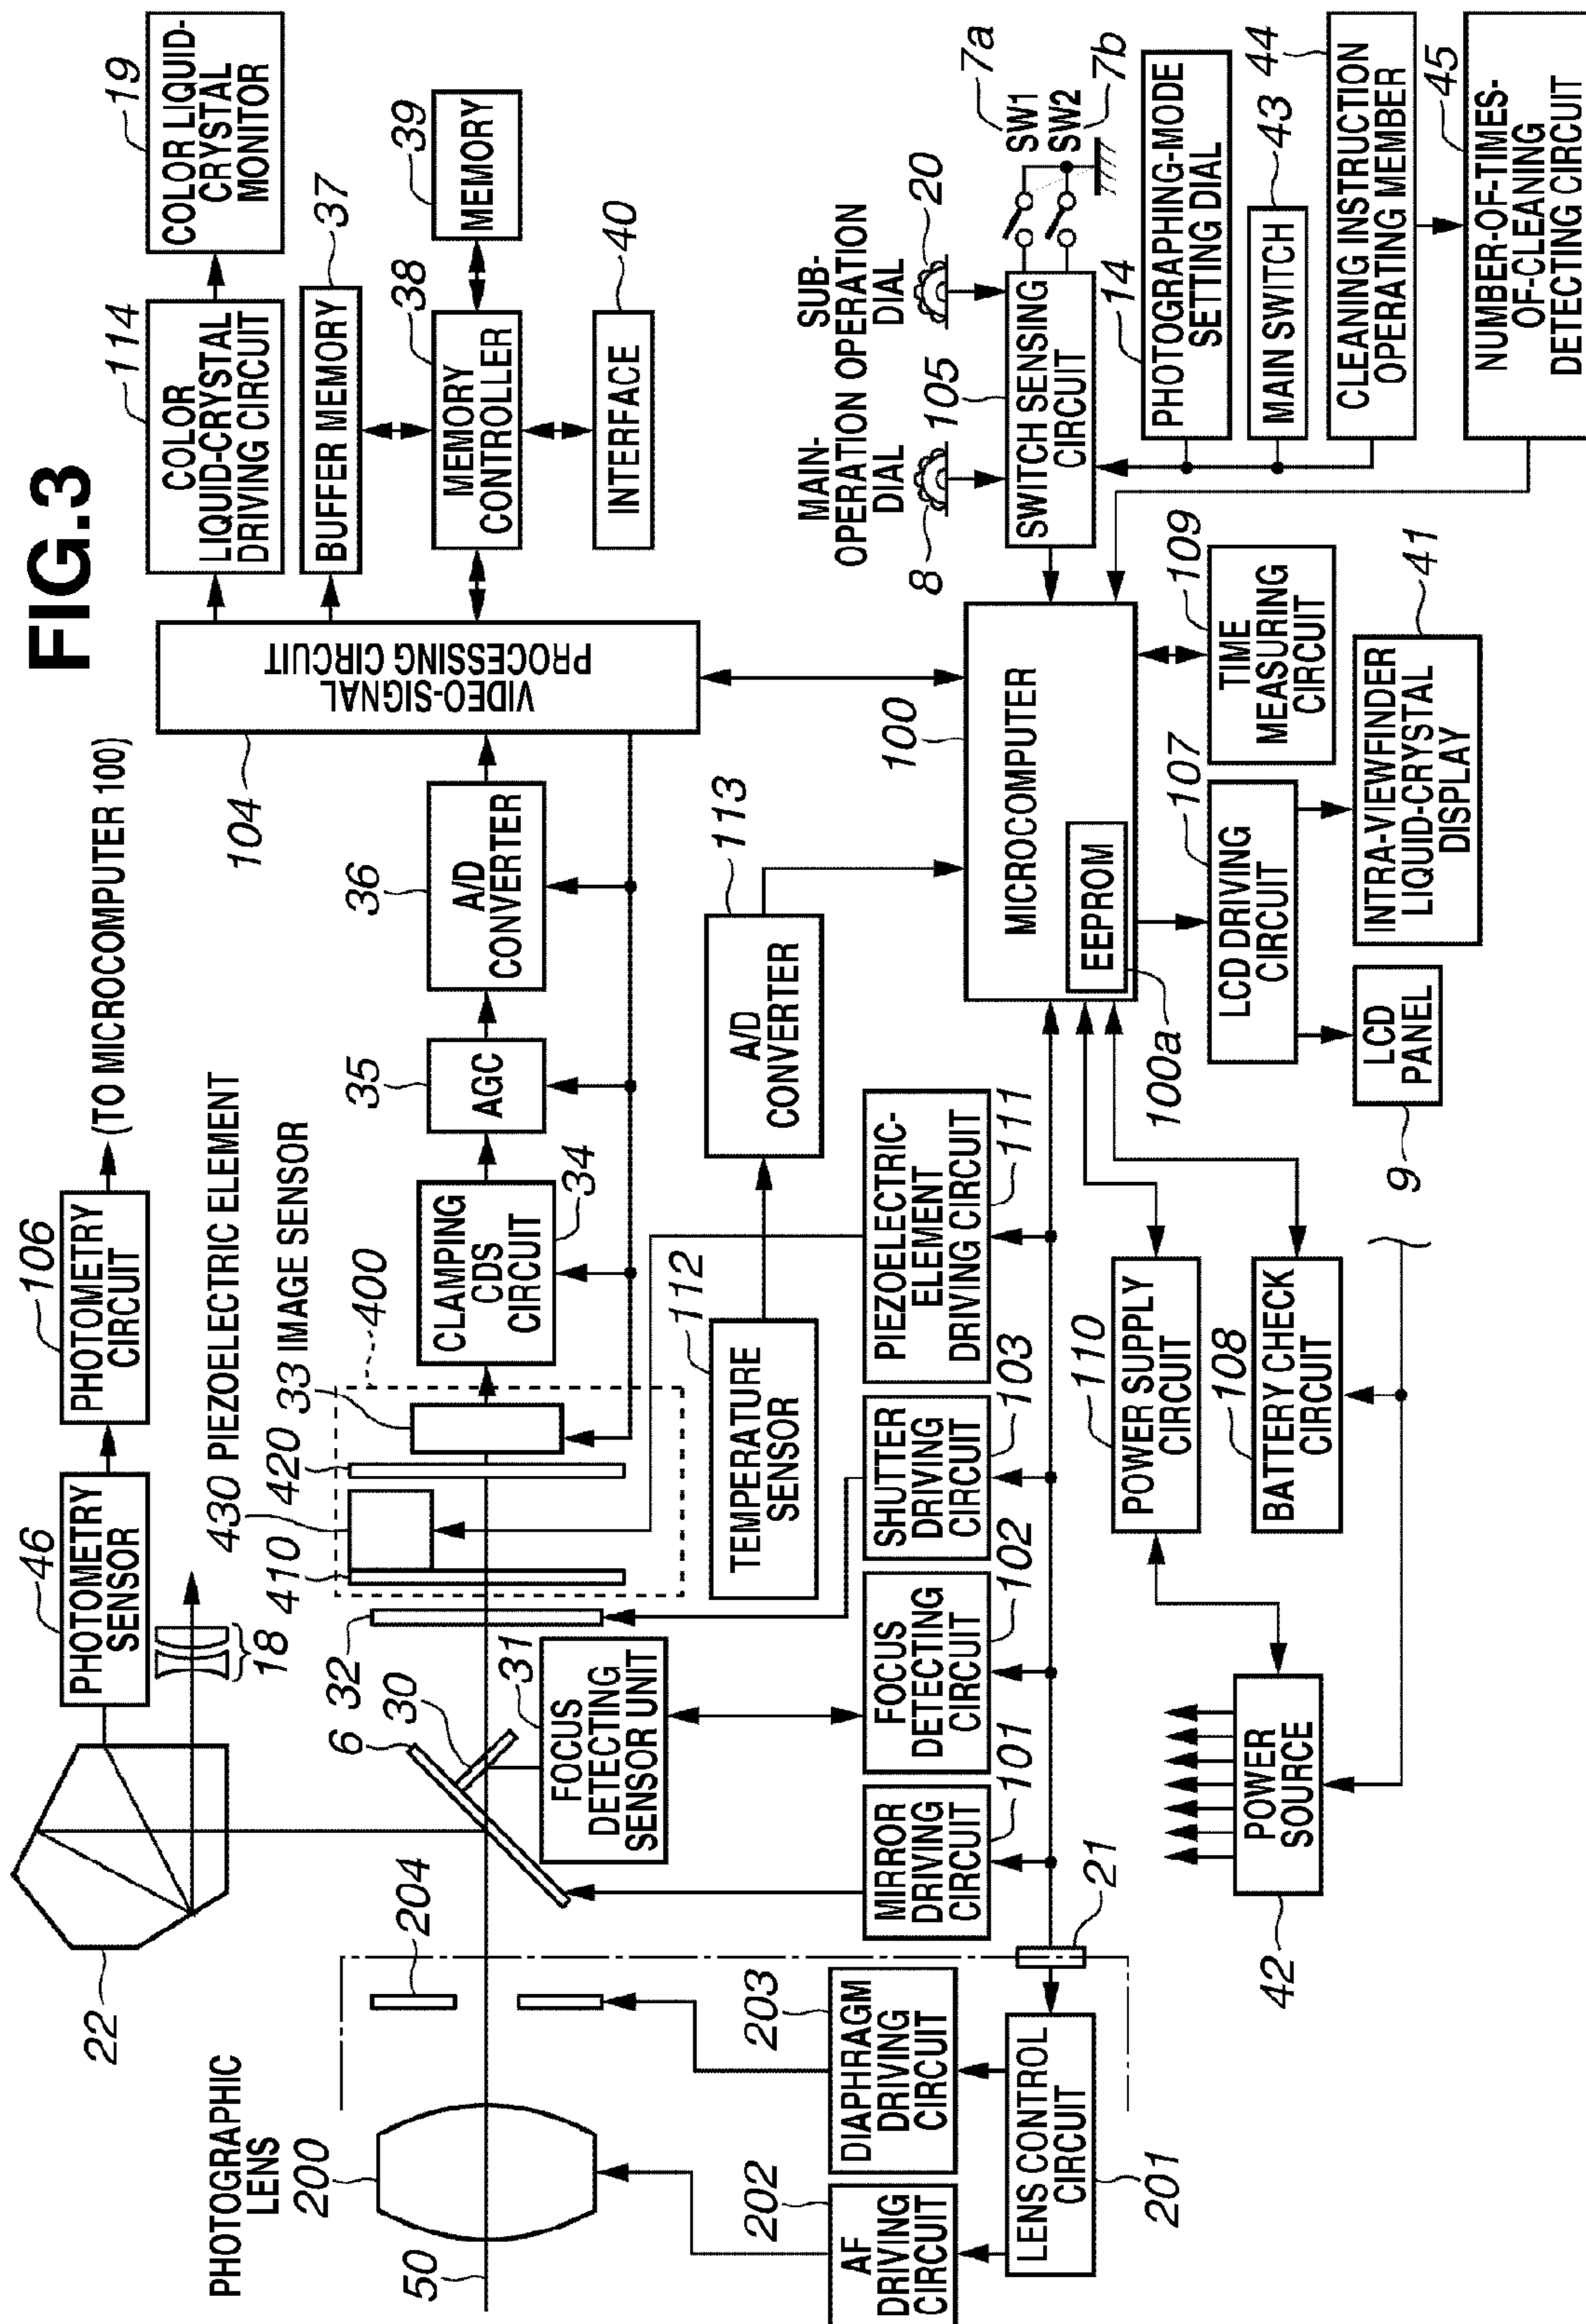 FIG.3
PHOTOGRAPHIC
LENS
200
50
22
46
PHOTOMETRY
SENSOR
106
PHOTOMETRY
CIRCUIT
(TO MICROCOMPUTER 100)
18
204
6
30
32
31
FOCUS
DETECTING
SENSOR UNIT
410
430 PIEZOELECTRIC ELEMENT
420
33 IMAGE SENSOR
400
CLAMPING
CDS
CIRCUIT
34
35
AGC
36
A/D
CONVERTER
104
VIDEO-SIGNAL
PROCESSING CIRCUIT
114
COLOR
LIQUID-CRYSTAL
DRIVING CIRCUIT
19
COLOR LIQUID-
CRYSTAL
MONITOR
BUFFER MEMORY
37
MEMORY
CONTROLLER
38
MEMORY
39
INTERFACE
40
112
TEMPERATURE
SENSOR
A/D
CONVERTER
113
202
AF
DRIVING
CIRCUIT
203
DIAPHRAGM
DRIVING
CIRCUIT
LENS CONTROL
CIRCUIT
201
21
MIRROR
DRIVING
CIRCUIT
101
FOCUS
DETECTING
CIRCUIT
102
SHUTTER
DRIVING
CIRCUIT
103
PIEZOELECTRIC-
ELEMENT
DRIVING CIRCUIT
111
100
MICROCOMPUTER
EEPROM
100a
MAIN-
OPERATION
DIAL
8
SUB-
OPERATION
DIAL
20
105
SWITCH SENSING
CIRCUIT
7a
SW1
SW2
7b
14
PHOTOGRAPHING-MODE
SETTING DIAL
MAIN SWITCH
43
CLEANING INSTRUCTION
OPERATING MEMBER
44
NUMBER-OF-TIMES-
OF-CLEANING
DETECTING CIRCUIT
45
42
POWER
SOURCE
110
POWER SUPPLY
CIRCUIT
108
BATTERY CHECK
CIRCUIT
107
LCD DRIVING
CIRCUIT
TIME
MEASURING
CIRCUIT
109
LCD
PANEL
9
INTRA-VIEWFINDER
LIQUID-CRYSTAL
DISPLAY
41